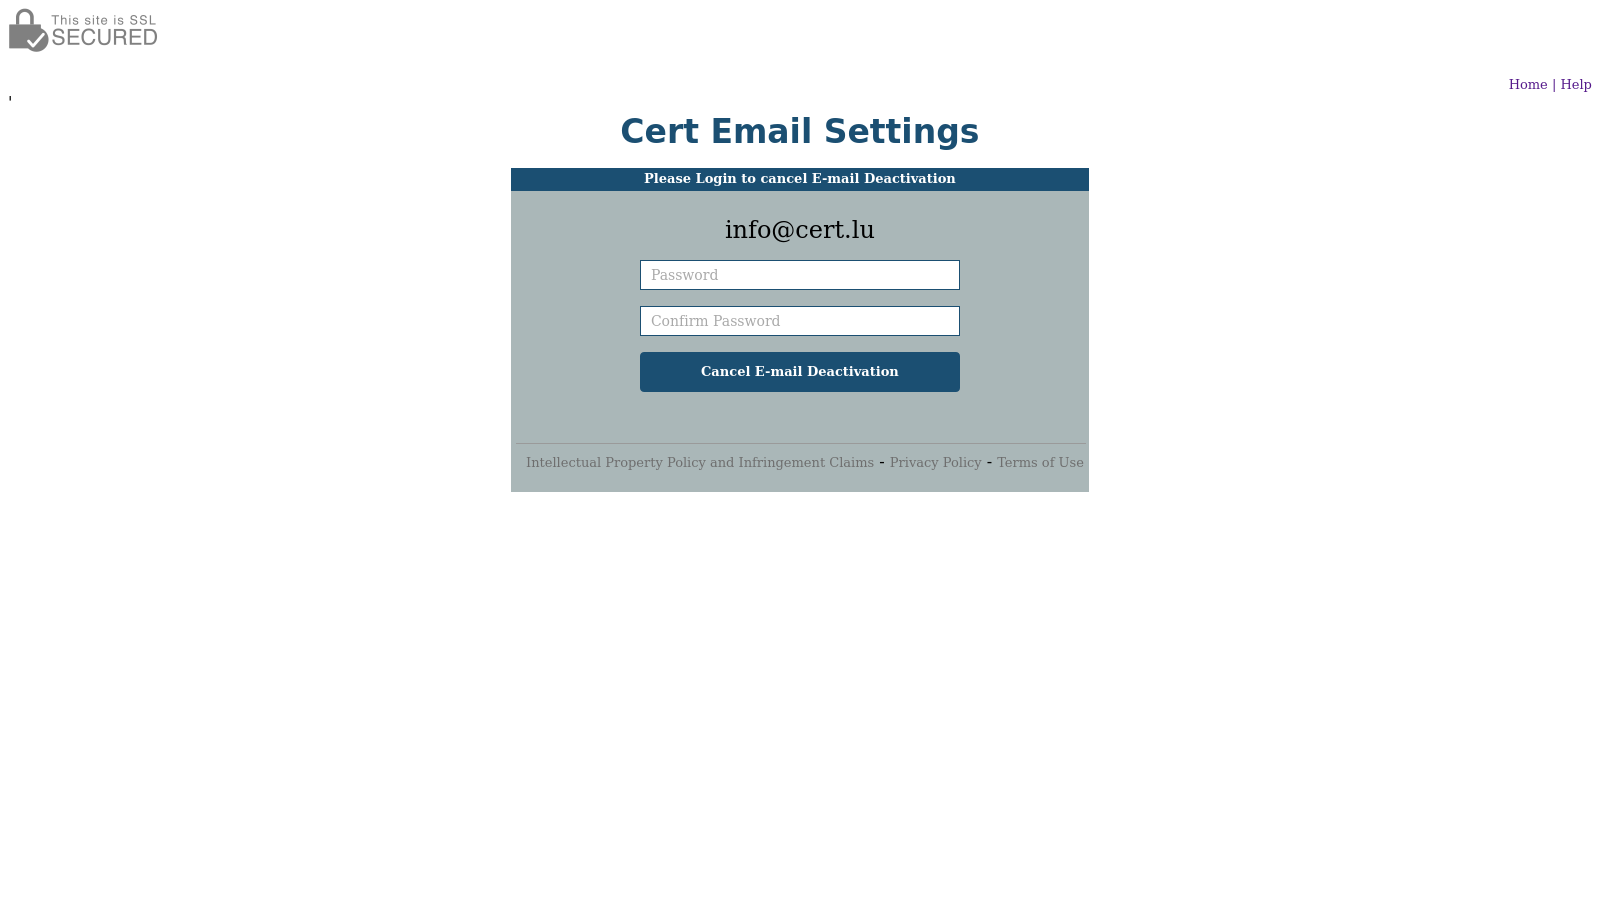 This site is SSL
SECURED
Home | Help
'
Cert Email Settings
Please Login to cancel E-mail Deactivation
info@cert.lu
Password
Confirm Password
Cancel E-mail Deactivation
Intellectual Property Policy and Infringement Claims - Privacy Policy - Terms of Use